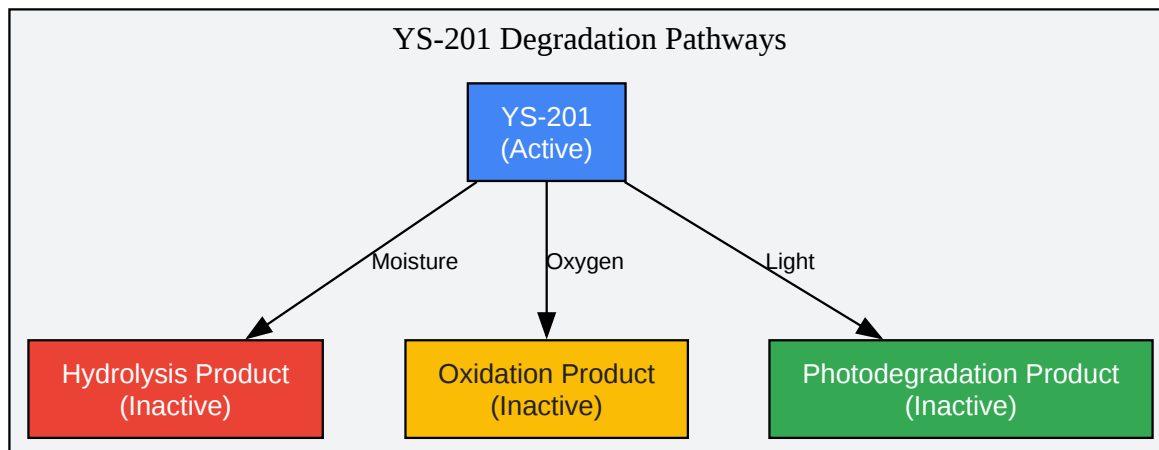 YS-201 Degradation Pathways
YS-201
(Active)
Moisture
Oxygen
Light
Hydrolysis Product
(Inactive)
Oxidation Product
(Inactive)
Photodegradation Product
(Inactive)